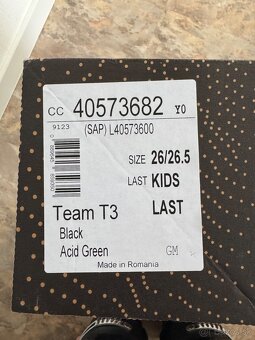 CC 40573682 Y0
9123 (SAP) L40573600
SIZE 26/26.5
LAST KIDS
LAST
Team T3
Black
Acid Green GM
Made in Romania